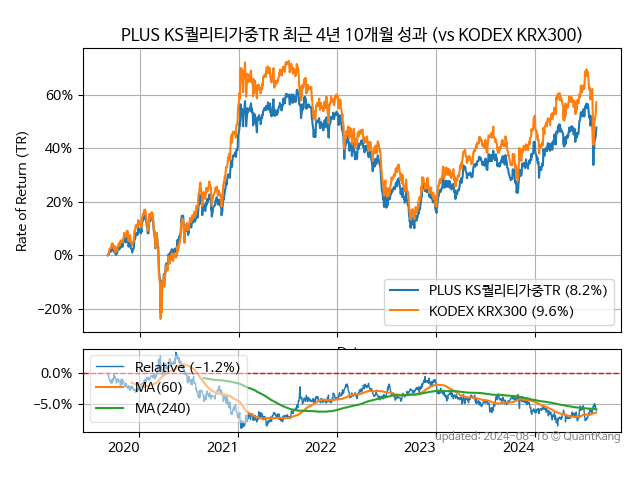 PLUS KS퀄리티가중TR 최근 4년 10개월 성과 (vs KODEX KRX300)
Rate of Return (TR)
60%
40%
20%
0%
−20%
PLUS KS퀄리티가중TR (8.2%)
KODEX KRX300 (9.6%)
0.0%
−5.0%
Relative (−1.2%)
MA(60)
MA(240)
2020 2021 2022 2023 2024
updated: 2024-08-16 © QuantKang